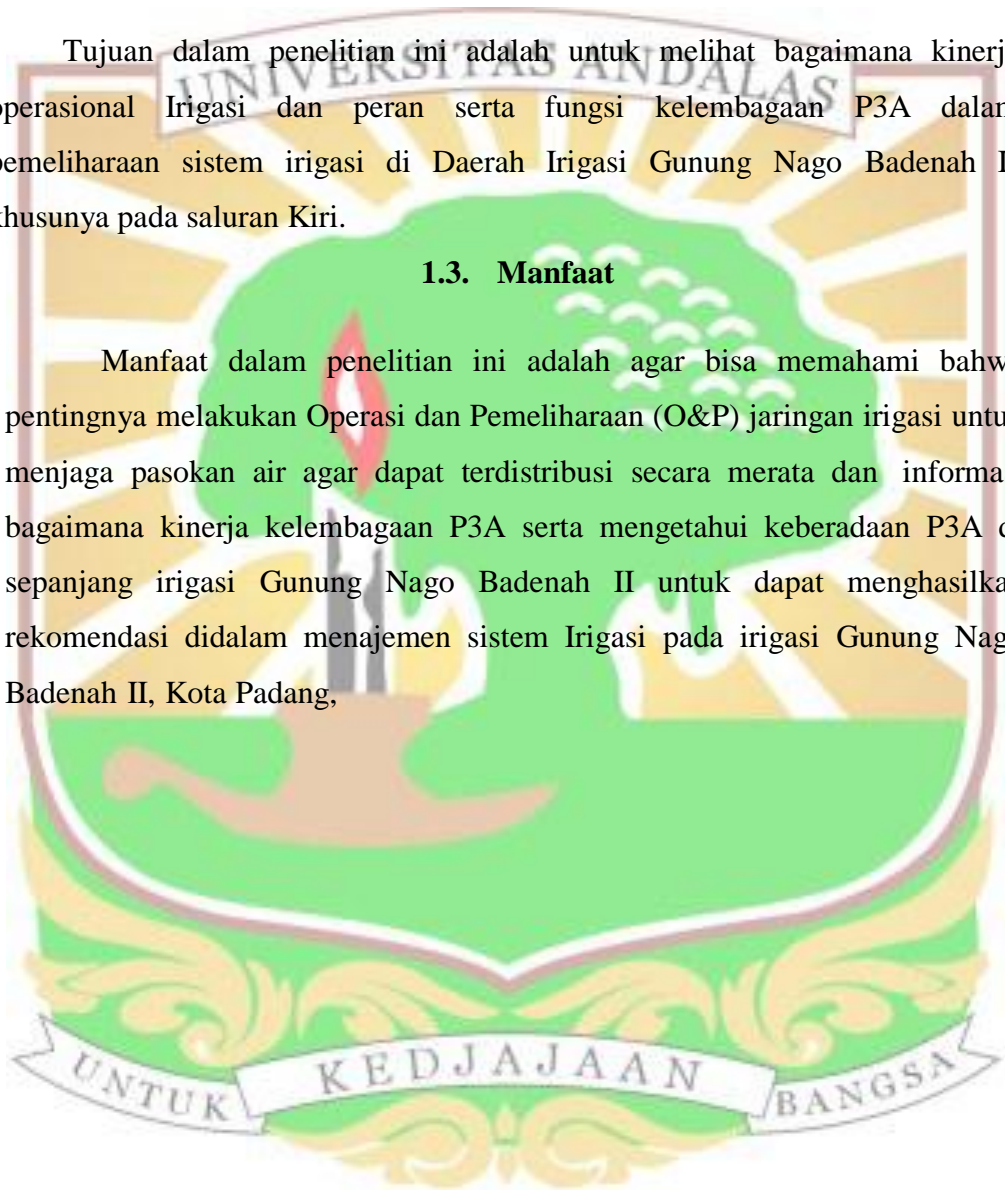 Tujuan dalam penelitian ini adalah untuk melihat bagaimana kinerj
operasional Irigasi dan peran serta fungsi kelembagaan P3A dalam
pemeliharaan sistem irigasi di Daerah Irigasi Gunung Nago Badenah I
khusunya pada saluran Kiri.
1.3. Manfaat
Manfaat dalam penelitian ini adalah agar bisa memahami bahw
pentingnya melakukan Operasi dan Pemeliharaan (O&P) jaringan irigasi untu
menjaga pasokan air agar dapat terdistribusi secara merata dan informa
bagaimana kinerja kelembagaan P3A serta mengetahui keberadaan P3A d
sepanjang irigasi Gunung Nago Badenah II untuk dapat menghasilka
rekomendasi didalam menajemen sistem Irigasi pada irigasi Gunung Nag
Badenah II, Kota Padang,
UNIVERSITAS ANDALAS
UNTUK KEDJAJAAN BANGSA